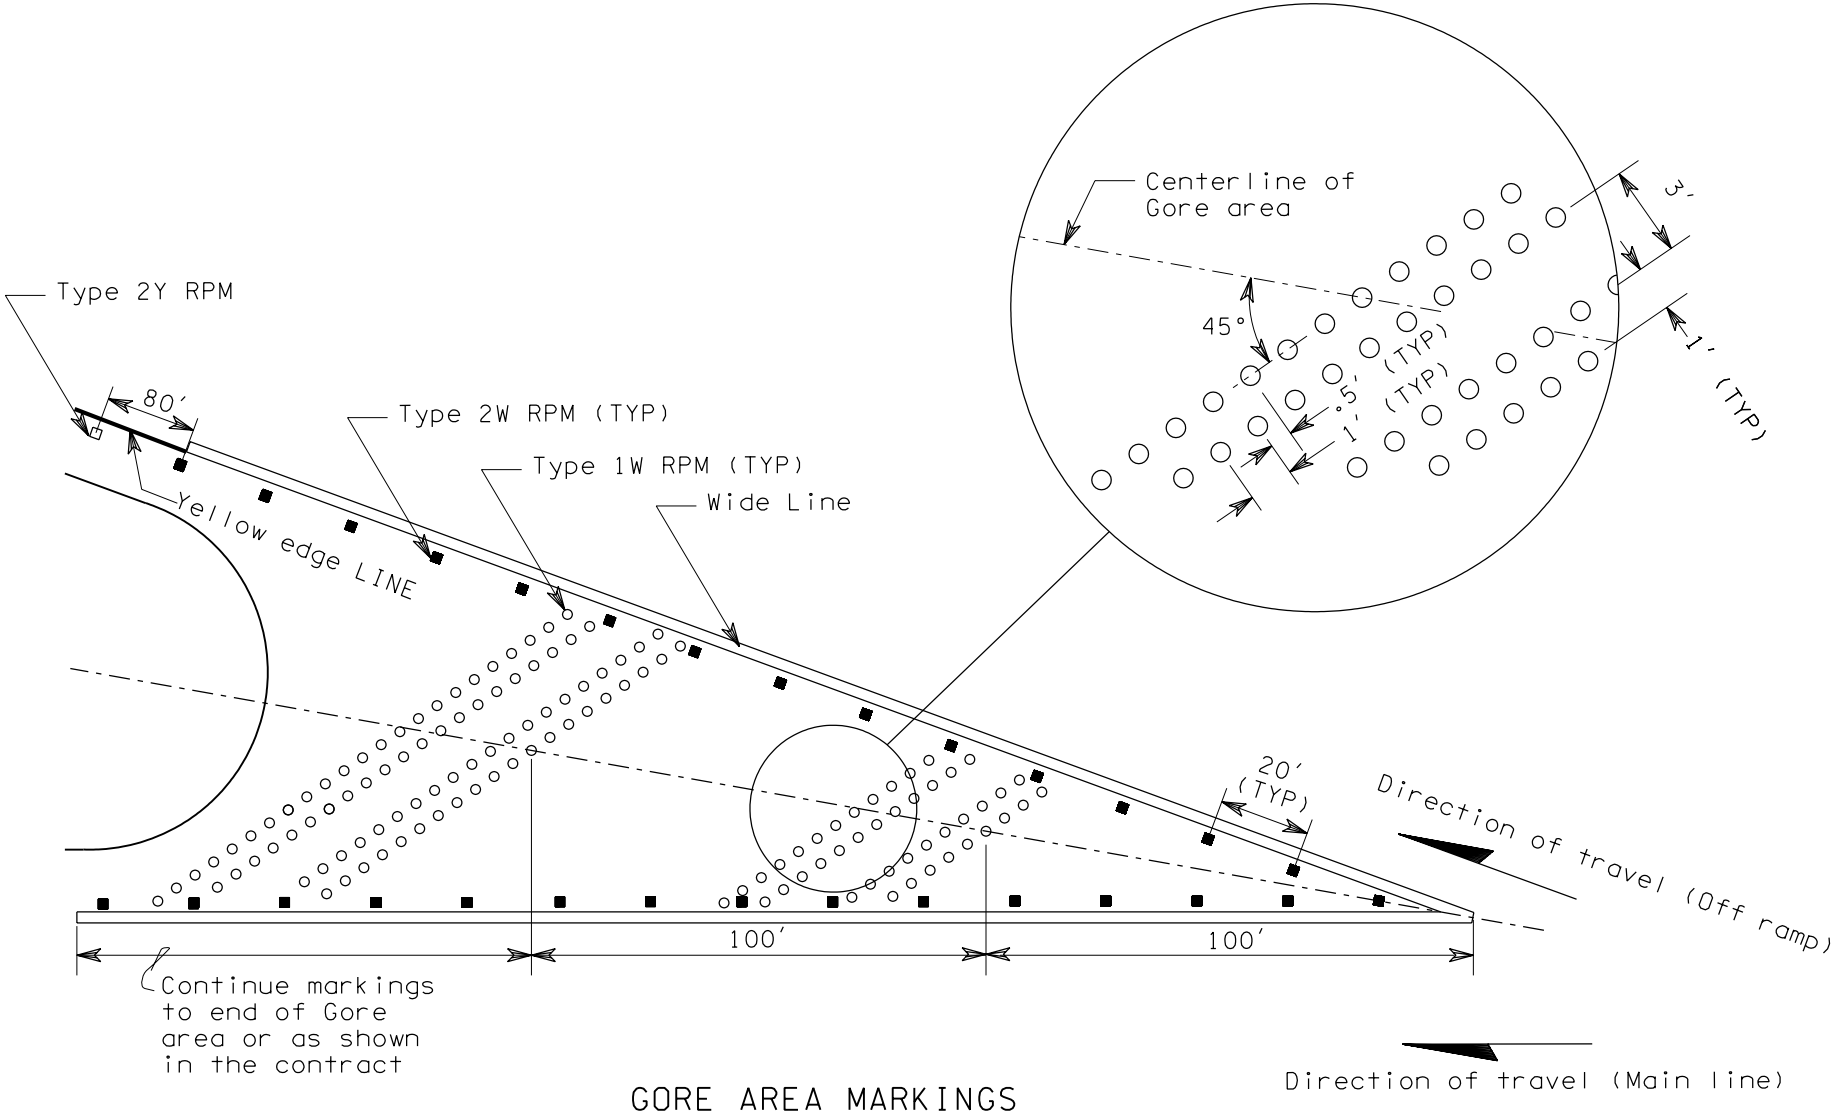 Centerline of
Gore area
3'
45°
.5' (TYP)
1' (TYP)
1' (TYP)
Type 2Y RPM
80'
Type 2W RPM (TYP)
Type 1W RPM (TYP)
Wide Line
Yellow edge LINE
20'
(TYP)
Direction of travel (Off ramp)
100'
100'
Continue markings
to end of Gore
area or as shown
in the contract
Direction of travel (Main line)
GORE AREA MARKINGS